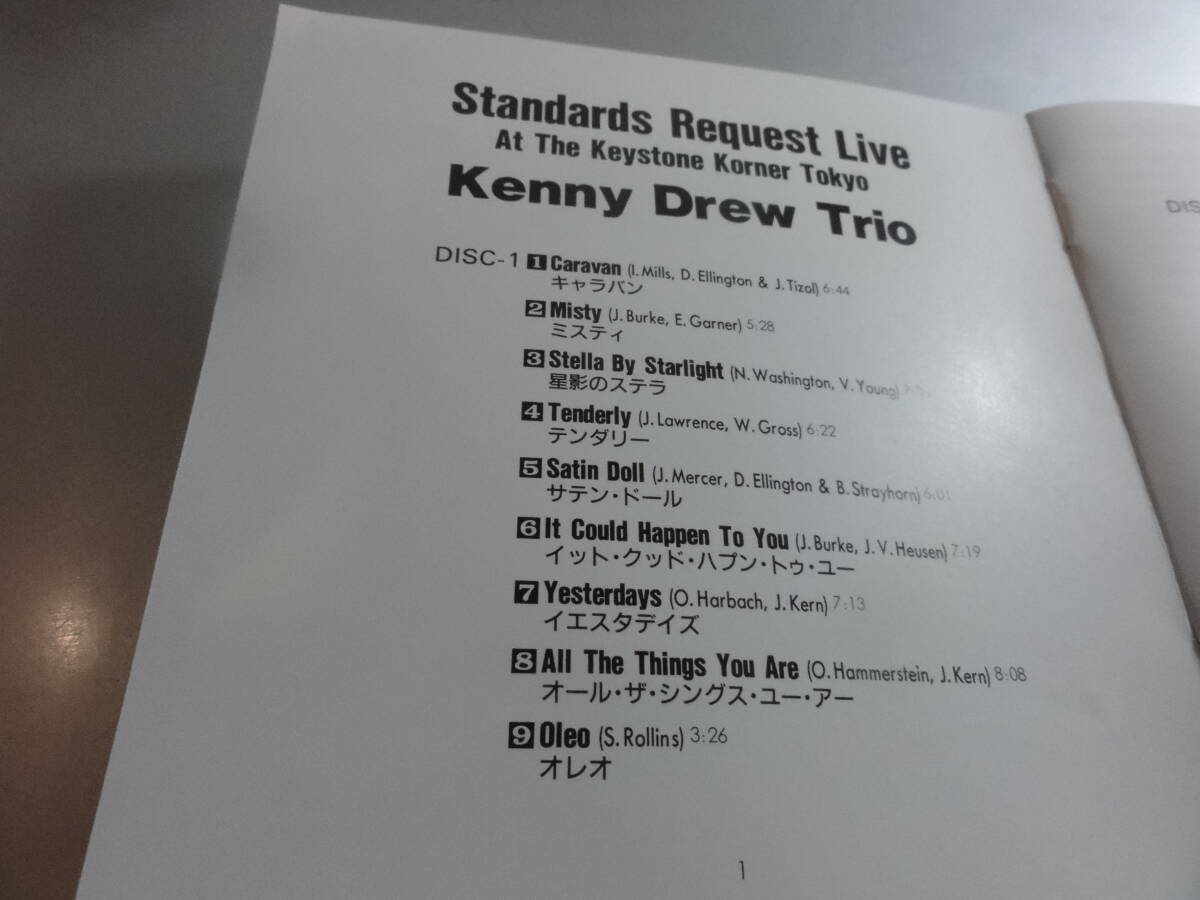 Standards Request Live
At The Keystone Korner Tokyo
Kenny Drew Trio
DISC-1 1 Caravan (I. Mills, D. Ellington & J. Tizol) 6:44
キャラバン
2 Misty (J. Burke, E. Garner) 5:28
ミスティ
3 Stella By Starlight (N. Washington, V. Young)
星影のステラ
4 Tenderly (J. Lawrence, W. Gross) 6:22
テンダリー
5 Satin Doll (J. Mercer, D. Ellington & B. Strayhorn) 6:01
サテン・ドール
6 It Could Happen To You (J. Burke, J. V. Heusen) 7:19
イット・クッド・ハプン・トゥ・ユー
7 Yesterdays (O. Harbach, J. Kern) 7:13
イエスタデイズ
8 All The Things You Are (O. Hammerstein, J. Kern) 8:08
オール・ザ・シングス・ユー・アー
9 Oleo (S. Rollins) 3:26
オレオ
1
DIS